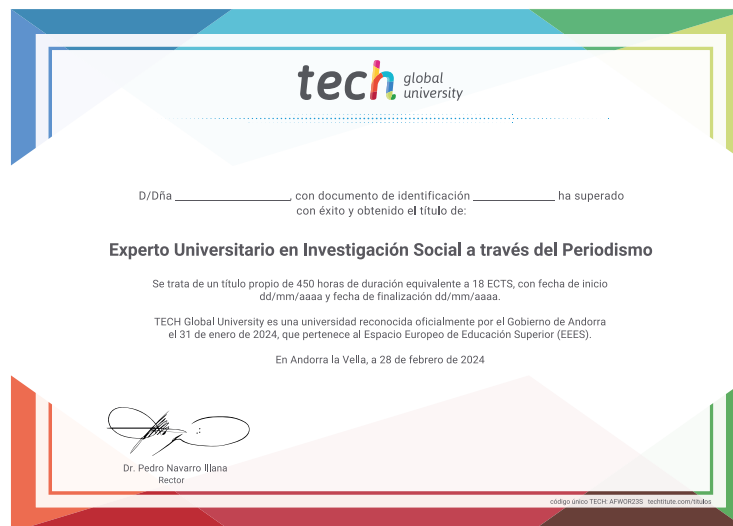 tech global university
D/Dña ________________, con documento de identificación ____________ ha superado
con éxito y obtenido el título de:
Experto Universitario en Investigación Social a través del Periodismo
Se trata de un título propio de 450 horas de duración equivalente a 18 ECTS, con fecha de inicio
dd/mm/aaaa y fecha de finalización dd/mm/aaaa.
TECH Global University es una universidad reconocida oficialmente por el Gobierno de Andorra
el 31 de enero de 2024, que pertenece al Espacio Europeo de Educación Superior (EEES).
En Andorra la Vella, a 28 de febrero de 2024
Dr. Pedro Navarro Illana
Rector
código único TECH: AFWOR23S techtitute.com/titulos